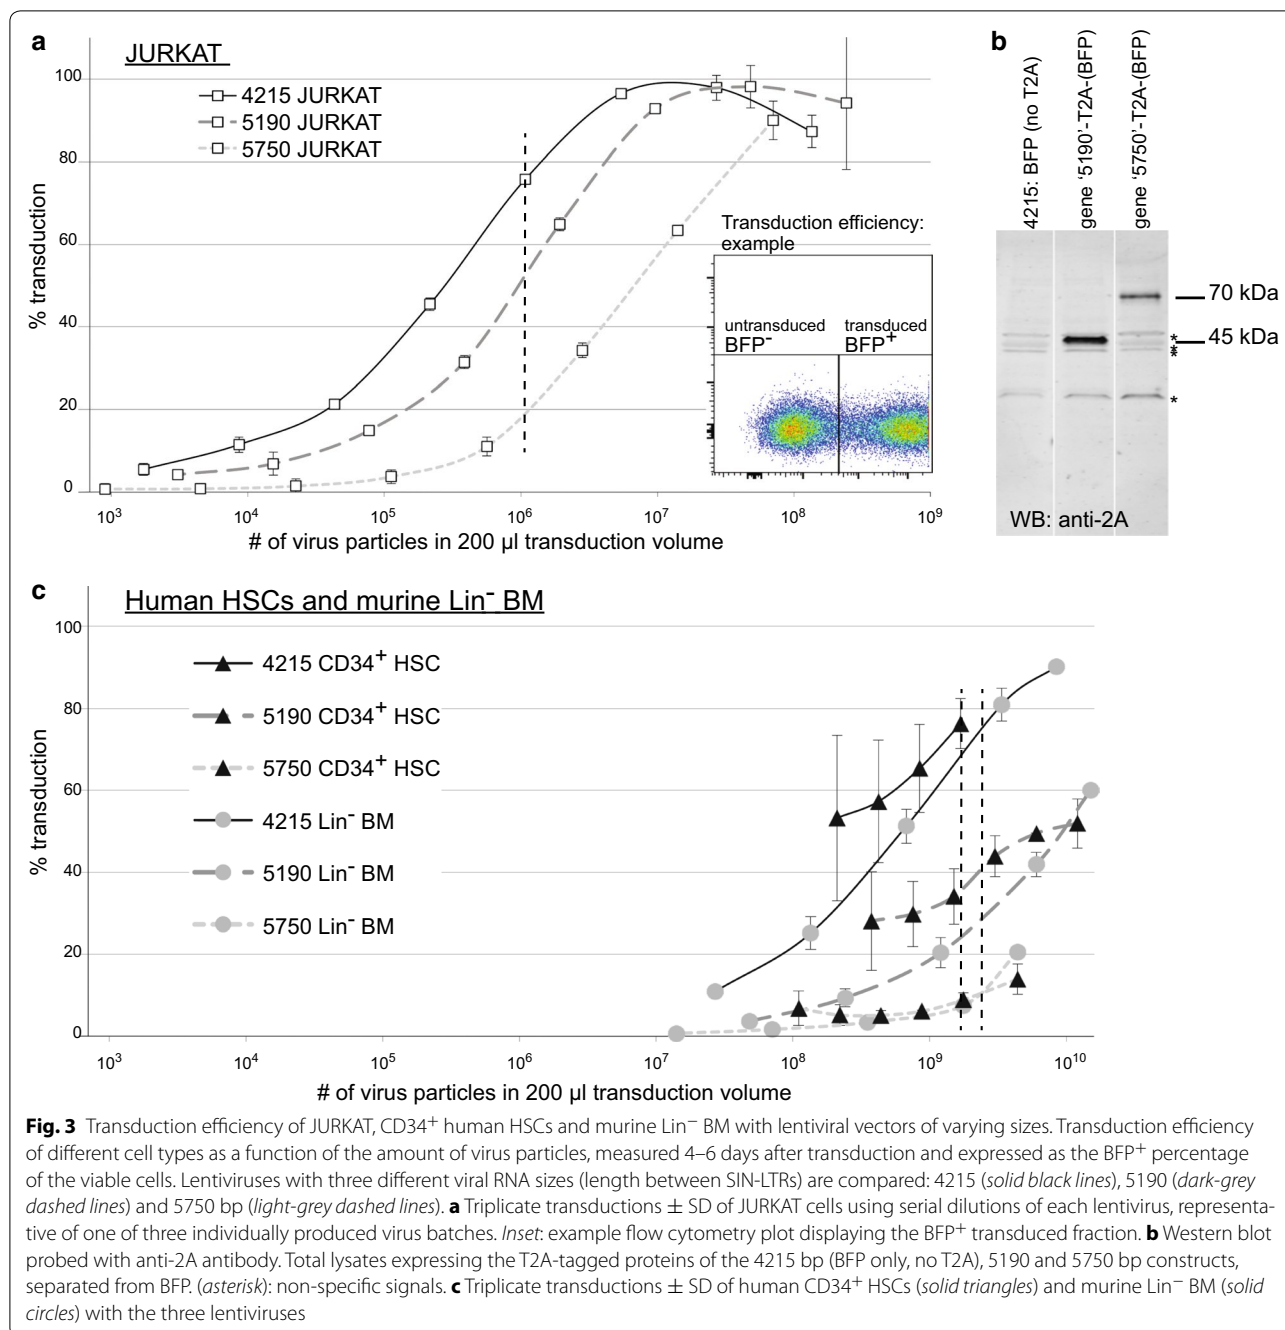 a
JURKAT
4215 JURKAT
5190 JURKAT
5750 JURKAT
% transduction
100
80
60
40
20
0
10³ 10⁴ 10⁵ 10⁶ 10⁷ 10⁸ 10⁹
# of virus particles in 200 µl transduction volume
Transduction efficiency:
example
untransduced
BFP⁻
transduced
BFP⁺
b
4215: BFP (no T2A)
gene '5190'-T2A-(BFP)
gene '5750'-T2A-(BFP)
70 kDa
* 45 kDa
*
*
*
WB: anti-2A
c
Human HSCs and murine Lin⁻ BM
4215 CD34⁺ HSC
5190 CD34⁺ HSC
5750 CD34⁺ HSC
4215 Lin⁻ BM
5190 Lin⁻ BM
5750 Lin⁻ BM
% transduction
100
80
60
40
20
0
10³ 10⁴ 10⁵ 10⁶ 10⁷ 10⁸ 10⁹ 10¹⁰
# of virus particles in 200 µl transduction volume
Fig. 3 Transduction efficiency of JURKAT, CD34⁺ human HSCs and murine Lin⁻ BM with lentiviral vectors of varying sizes. Transduction efficiency
of different cell types as a function of the amount of virus particles, measured 4–6 days after transduction and expressed as the BFP⁺ percentage
of the viable cells. Lentiviruses with three different viral RNA sizes (length between SIN-LTRs) are compared: 4215 (solid black lines), 5190 (dark-grey
dashed lines) and 5750 bp (light-grey dashed lines). a Triplicate transductions ± SD of JURKAT cells using serial dilutions of each lentivirus, representa-
tive of one of three individually produced virus batches. Inset: example flow cytometry plot displaying the BFP⁺ transduced fraction. b Western blot
probed with anti-2A antibody. Total lysates expressing the T2A-tagged proteins of the 4215 bp (BFP only, no T2A), 5190 and 5750 bp constructs,
separated from BFP. (asterisk): non-specific signals. c Triplicate transductions ± SD of human CD34⁺ HSCs (solid triangles) and murine Lin⁻ BM (solid
circles) with the three lentiviruses